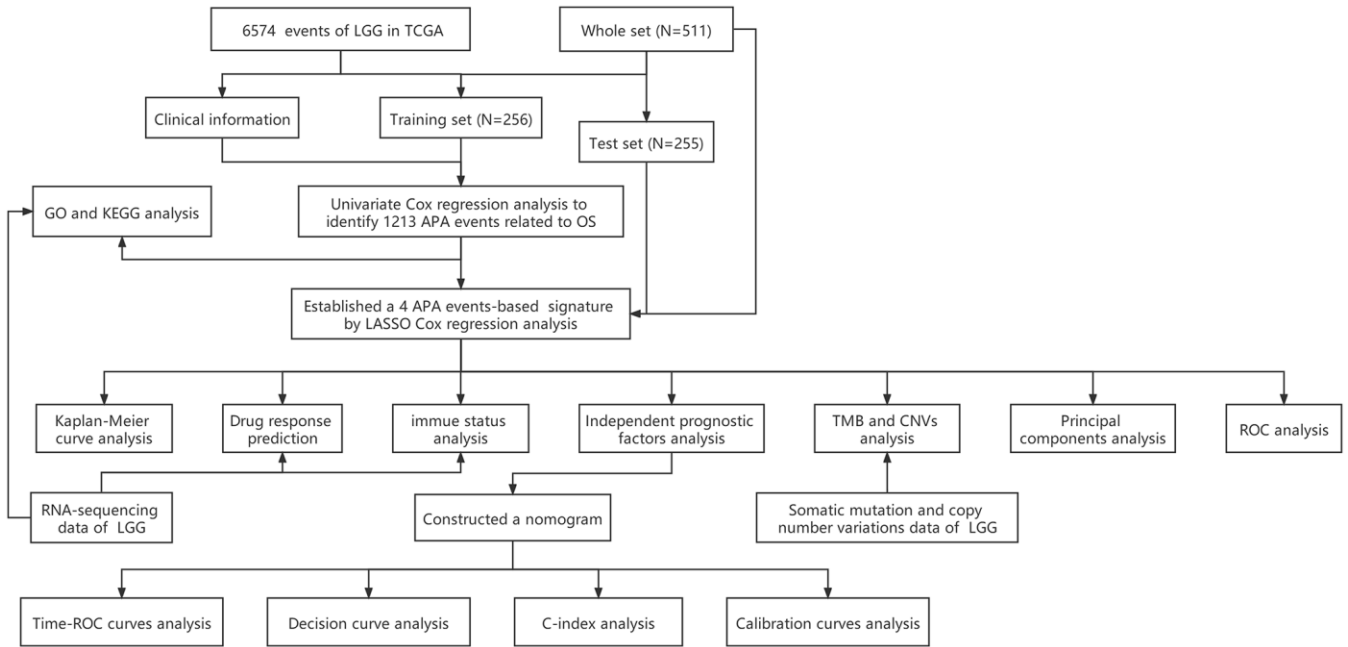 6574 events of LGG in TCGA
Whole set (N=511)
Clinical information
Training set (N=256)
Test set (N=255)
GO and KEGG analysis
Univariate Cox regression analysis to
identify 1213 APA events related to OS
Established a 4 APA events-based signature
by LASSO Cox regression analysis
Kaplan-Meier
curve analysis
Drug response
prediction
immue status
analysis
Independent prognostic
factors analysis
TMB and CNVs
analysis
Principal
components analysis
ROC analysis
RNA-sequencing
data of LGG
Constructed a nomogram
Somatic mutation and copy
number variations data of LGG
Time-ROC curves analysis
Decision curve analysis
C-index analysis
Calibration curves analysis